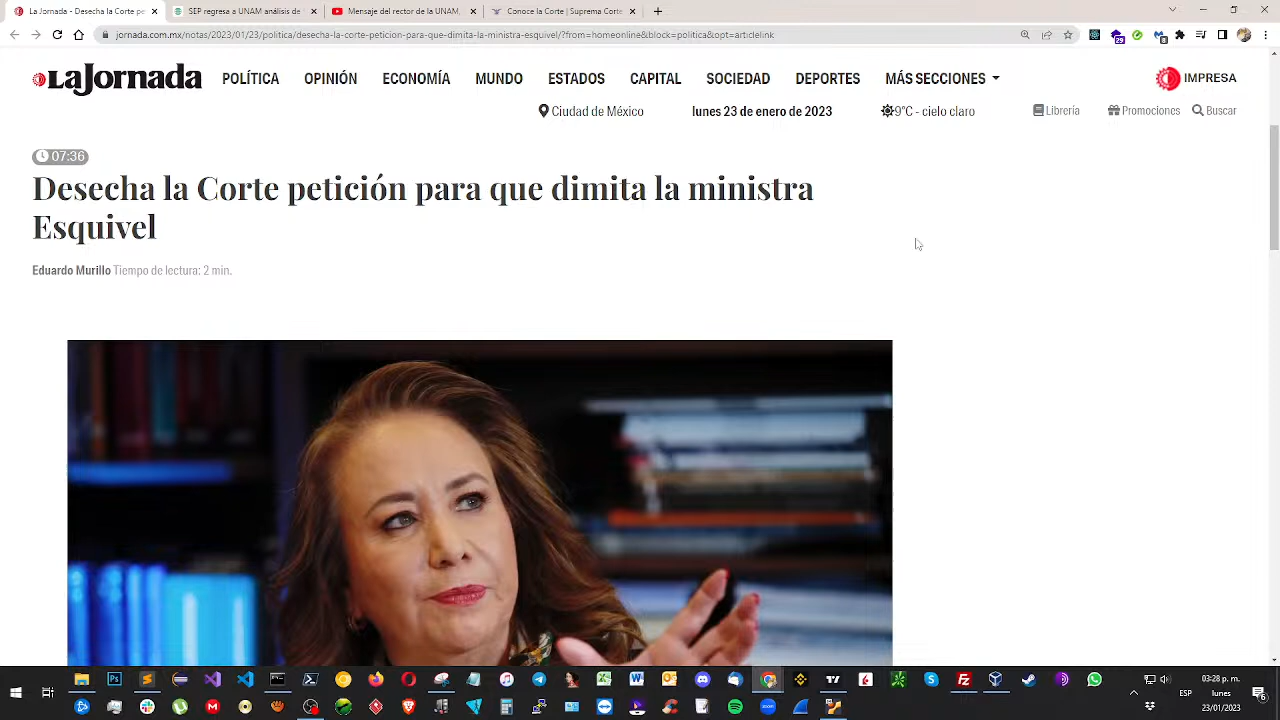 La Jornada - Desecha la Corte pe
SEP regresa a UNAM análisis de
Mensaje del rector de la UNAM,
Conoce la Corte | Suprema Corte
jornada.com.mx/notas/2023/01/23/politica/desecha-la-corte-peticion-para-que-dimita-la-ministra-esquivel/?from=homeonline&block=politica&opt=articlelink
LaJornada POLÍTICA OPINIÓN ECONOMÍA MUNDO ESTADOS CAPITAL SOCIEDAD DEPORTES MÁS SECCIONES IMPRESA
Ciudad de México lunes 23 de enero de 2023 9°C - cielo claro Librería Promociones Buscar
07:36
Desecha la Corte petición para que dimita la ministra
Esquivel
Eduardo Murillo Tiempo de lectura: 2 min.
03:28 p. m.
ESP lunes
23/01/2023